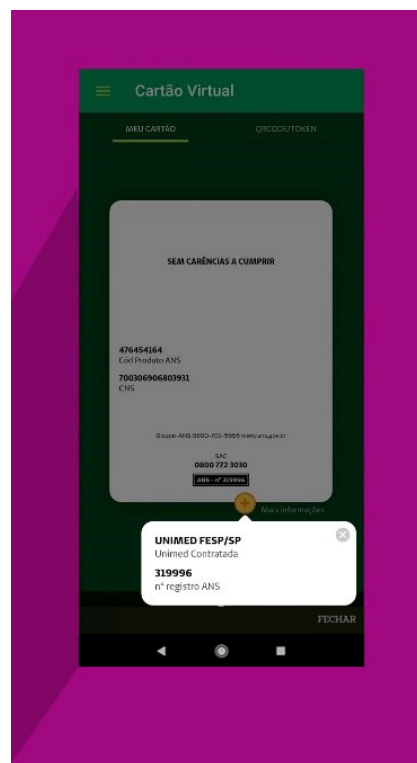 Cartão Virtual
MEU CARTÃO
QRCODE/TOKEN
SEM CARÊNCIAS A CUMPRIR
476454164
Cód Produto ANS
700306906803931
CNS
Disque-ANS 0800-701-9656 www.ans.gov.br
SAC
0800 772 3030
ANS - nº 319996
Mais informações
UNIMED FESP/SP
Unimed Contratada
319996
nº registro ANS
FECHAR